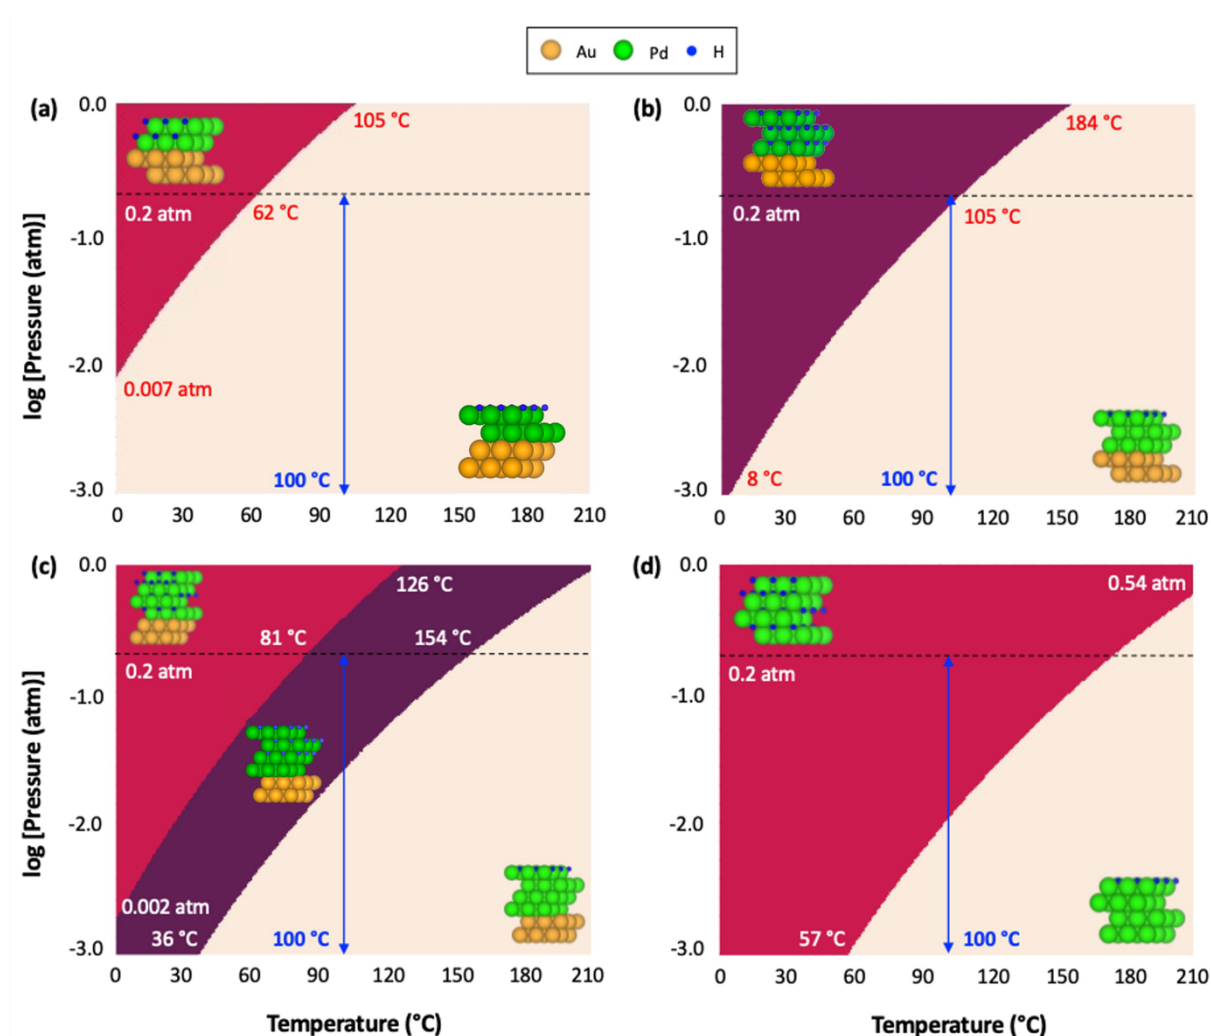 Au Pd H
(a)
0.0
105 °C
0.2 atm
62 °C
-1.0
-2.0
0.007 atm
100 °C
-3.0
0 30 60 90 120 150 180 210
log [Pressure (atm)]
(b)
0.0
184 °C
0.2 atm
105 °C
-1.0
-2.0
8 °C
100 °C
-3.0
0 30 60 90 120 150 180 210
(c)
0.0
126 °C
81 °C
154 °C
0.2 atm
-1.0
-2.0
0.002 atm
36 °C
100 °C
-3.0
0 30 60 90 120 150 180 210
log [Pressure (atm)]
Temperature (°C)
(d)
0.0
0.54 atm
0.2 atm
-1.0
-2.0
57 °C
100 °C
-3.0
0 30 60 90 120 150 180 210
Temperature (°C)